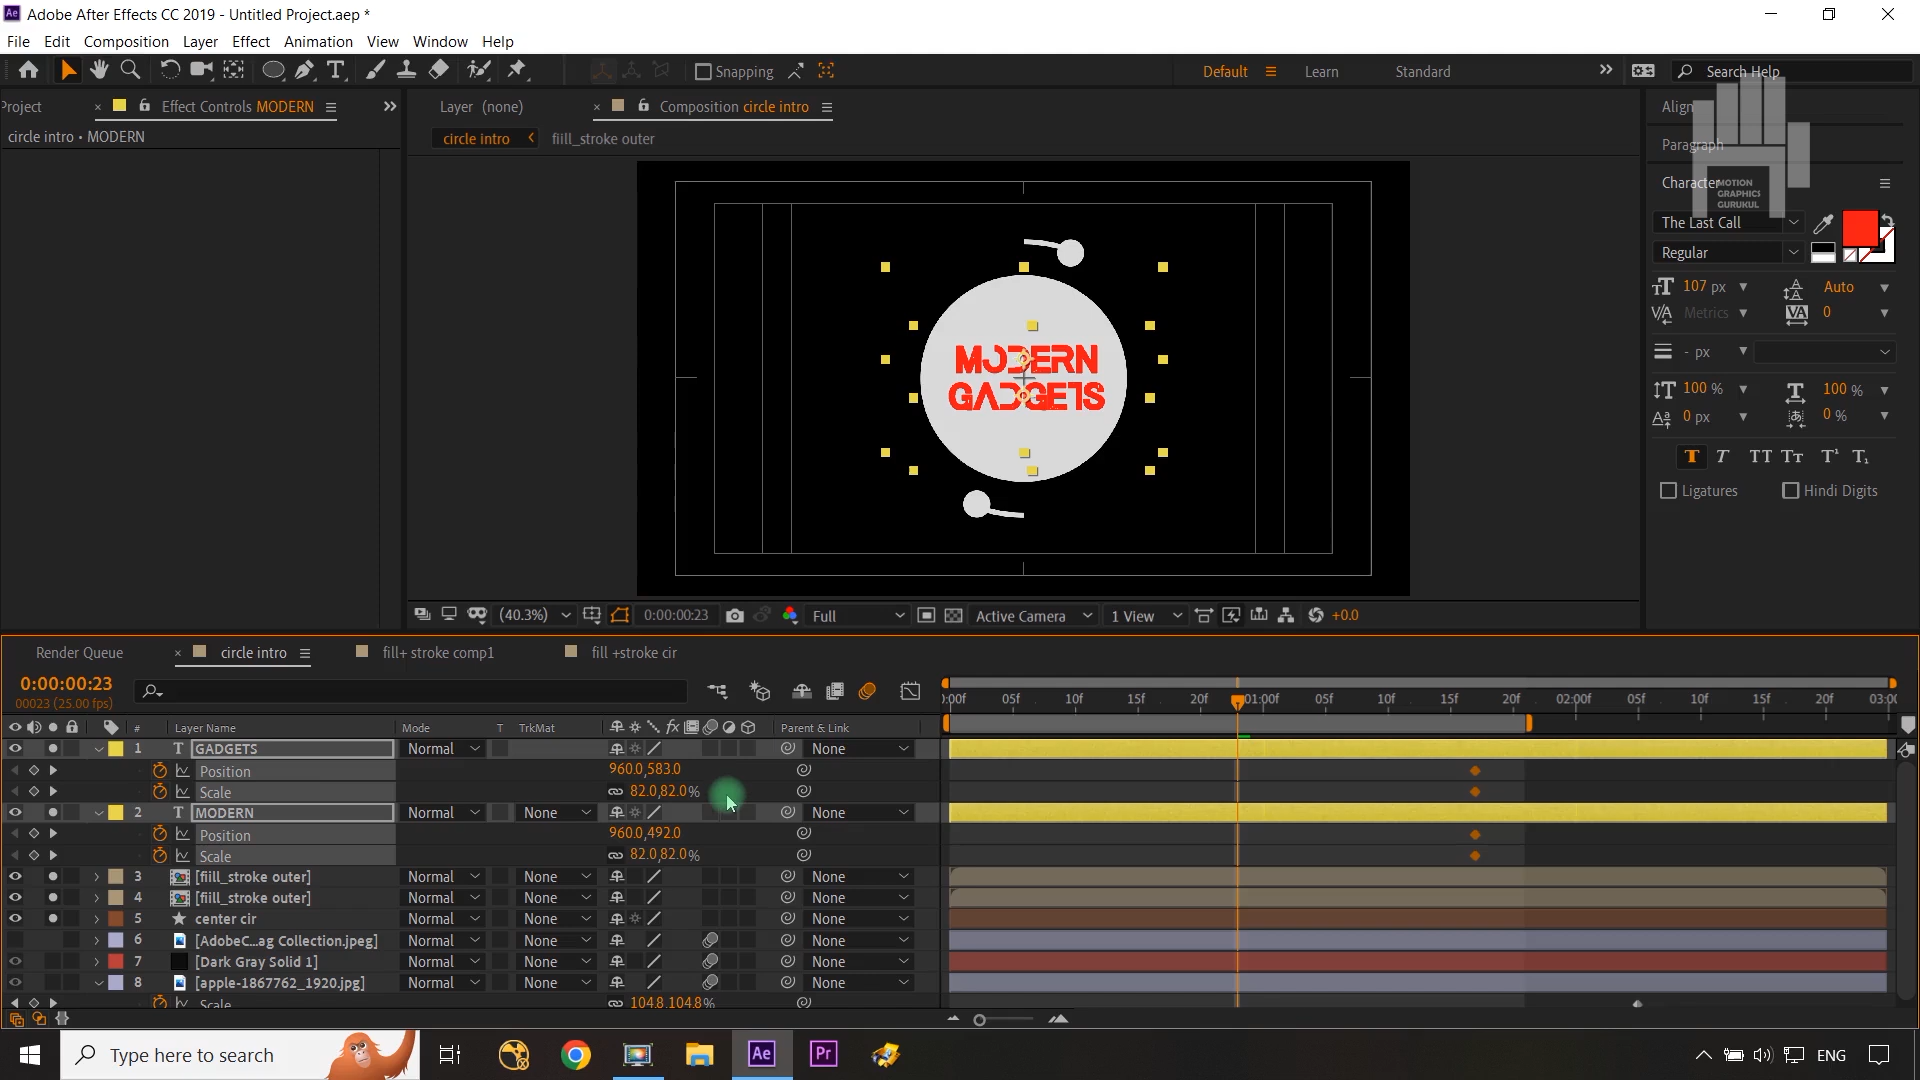 Adobe After Effects CC 2019 - Untitled Project.aep *
File Edit Composition Layer Effect Animation View Window Help
Snapping
Default Learn Standard
Search Help
Project
Effect Controls MODERN
Layer (none)
Composition circle intro
Align
circle intro • MODERN
circle intro
fiill_stroke outer
Paragraph
Character
MOTION
GRAPHICS
GURUKUL
The Last Call
Regular
107 px
Auto
Metrics
0
- px
100 %
100 %
0 px
0 %
Ligatures
Hindi Digits
MODERN
GADGETS
(40.3%)
0:00:00:23
Full
Active Camera
1 View
+0.0
Render Queue
circle intro
fill+ stroke comp1
fill +stroke cir
0:00:00:23
00023 (25.00 fps)
:00f 05f 10f 15f 20f 01:00f 05f 10f 15f 20f 02:00f 05f 10f 15f 20f 03:00
# Layer Name Mode T TrkMat Parent & Link
1 GADGETS Normal None
Position 960.0,583.0
Scale 82.0,82.0%
2 MODERN Normal None None
Position 960.0,492.0
Scale 82.0,82.0%
3 [fiill_stroke outer] Normal None None
4 [fiill_stroke outer] Normal None None
5 center cir Normal None None
6 [AdobeC...ag Collection.jpeg] Normal None None
7 [Dark Gray Solid 1] Normal None None
8 [apple-1867762_1920.jpg] Normal None None
Scale 104.8,104.8%
Type here to search
Ae
Pr
ENG